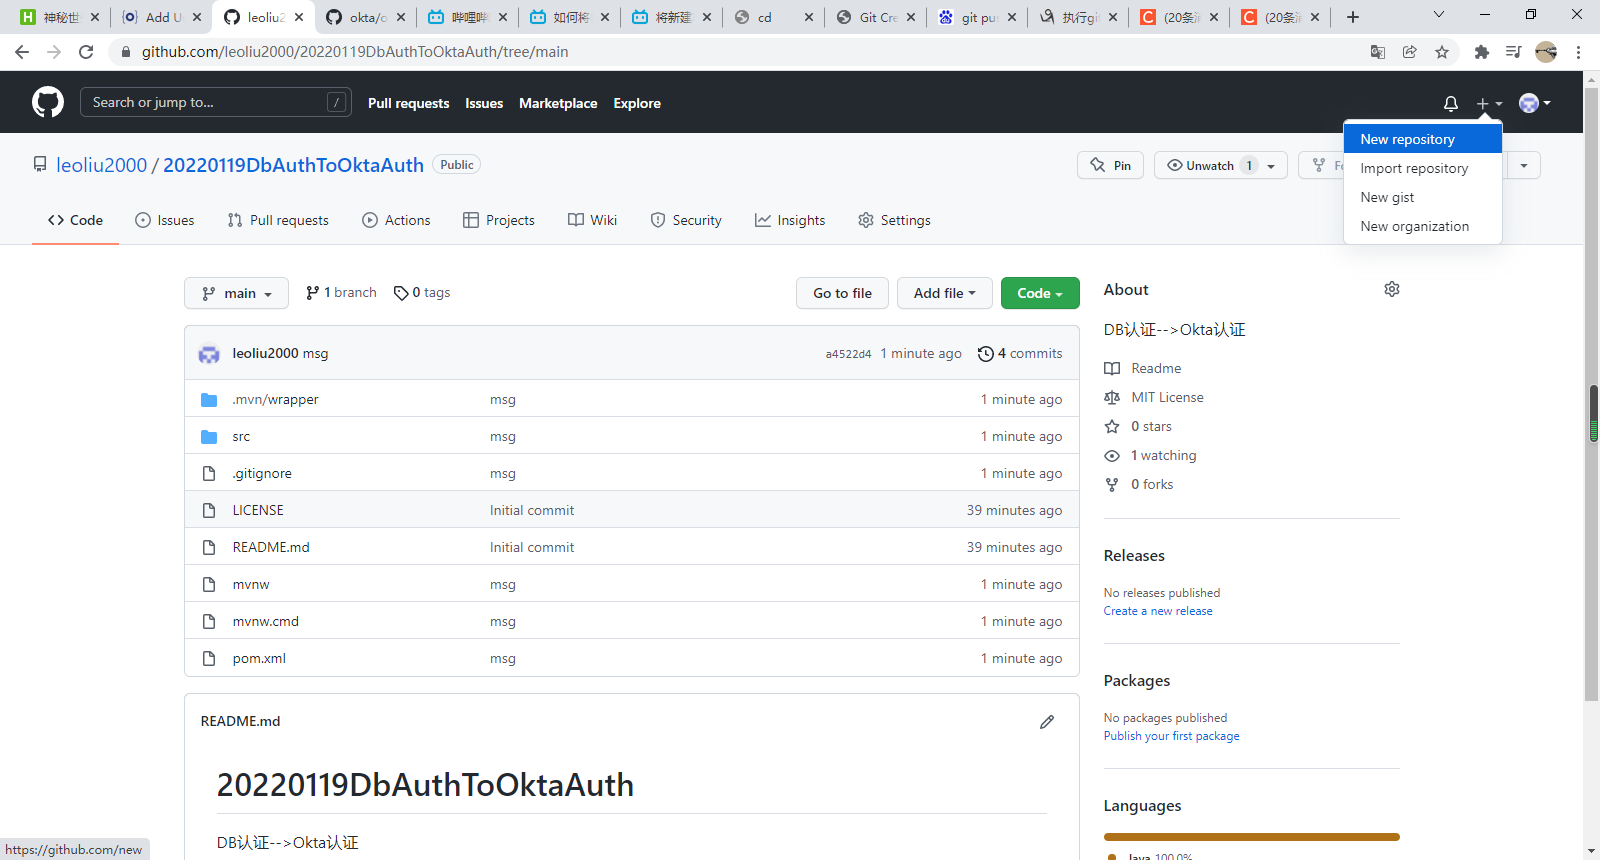 神秘世
Add U
leoliu2
okta/o
哔哩哔
如何将
将新建
cd
Git Cre
git pus
执行gi
(20条消
(20条消
github.com/leoliu2000/20220119DbAuthToOktaAuth/tree/main
Search or jump to...
/
Pull requests
Issues
Marketplace
Explore
New repository
Import repository
New gist
New organization
leoliu2000 / 20220119DbAuthToOktaAuth
Public
Pin
Unwatch 1
Code
Issues
Pull requests
Actions
Projects
Wiki
Security
Insights
Settings
main
1 branch
0 tags
Go to file
Add file
Code
leoliu2000 msg
a4522d4 1 minute ago
4 commits
.mvn/wrapper msg 1 minute ago
src msg 1 minute ago
.gitignore msg 1 minute ago
LICENSE Initial commit 39 minutes ago
README.md Initial commit 39 minutes ago
mvnw msg 1 minute ago
mvnw.cmd msg 1 minute ago
pom.xml msg 1 minute ago
README.md
20220119DbAuthToOktaAuth
DB认证-->Okta认证
About
DB认证-->Okta认证
Readme
MIT License
0 stars
1 watching
0 forks
Releases
No releases published
Create a new release
Packages
No packages published
Publish your first package
Languages
Java 100.0%
https://github.com/new